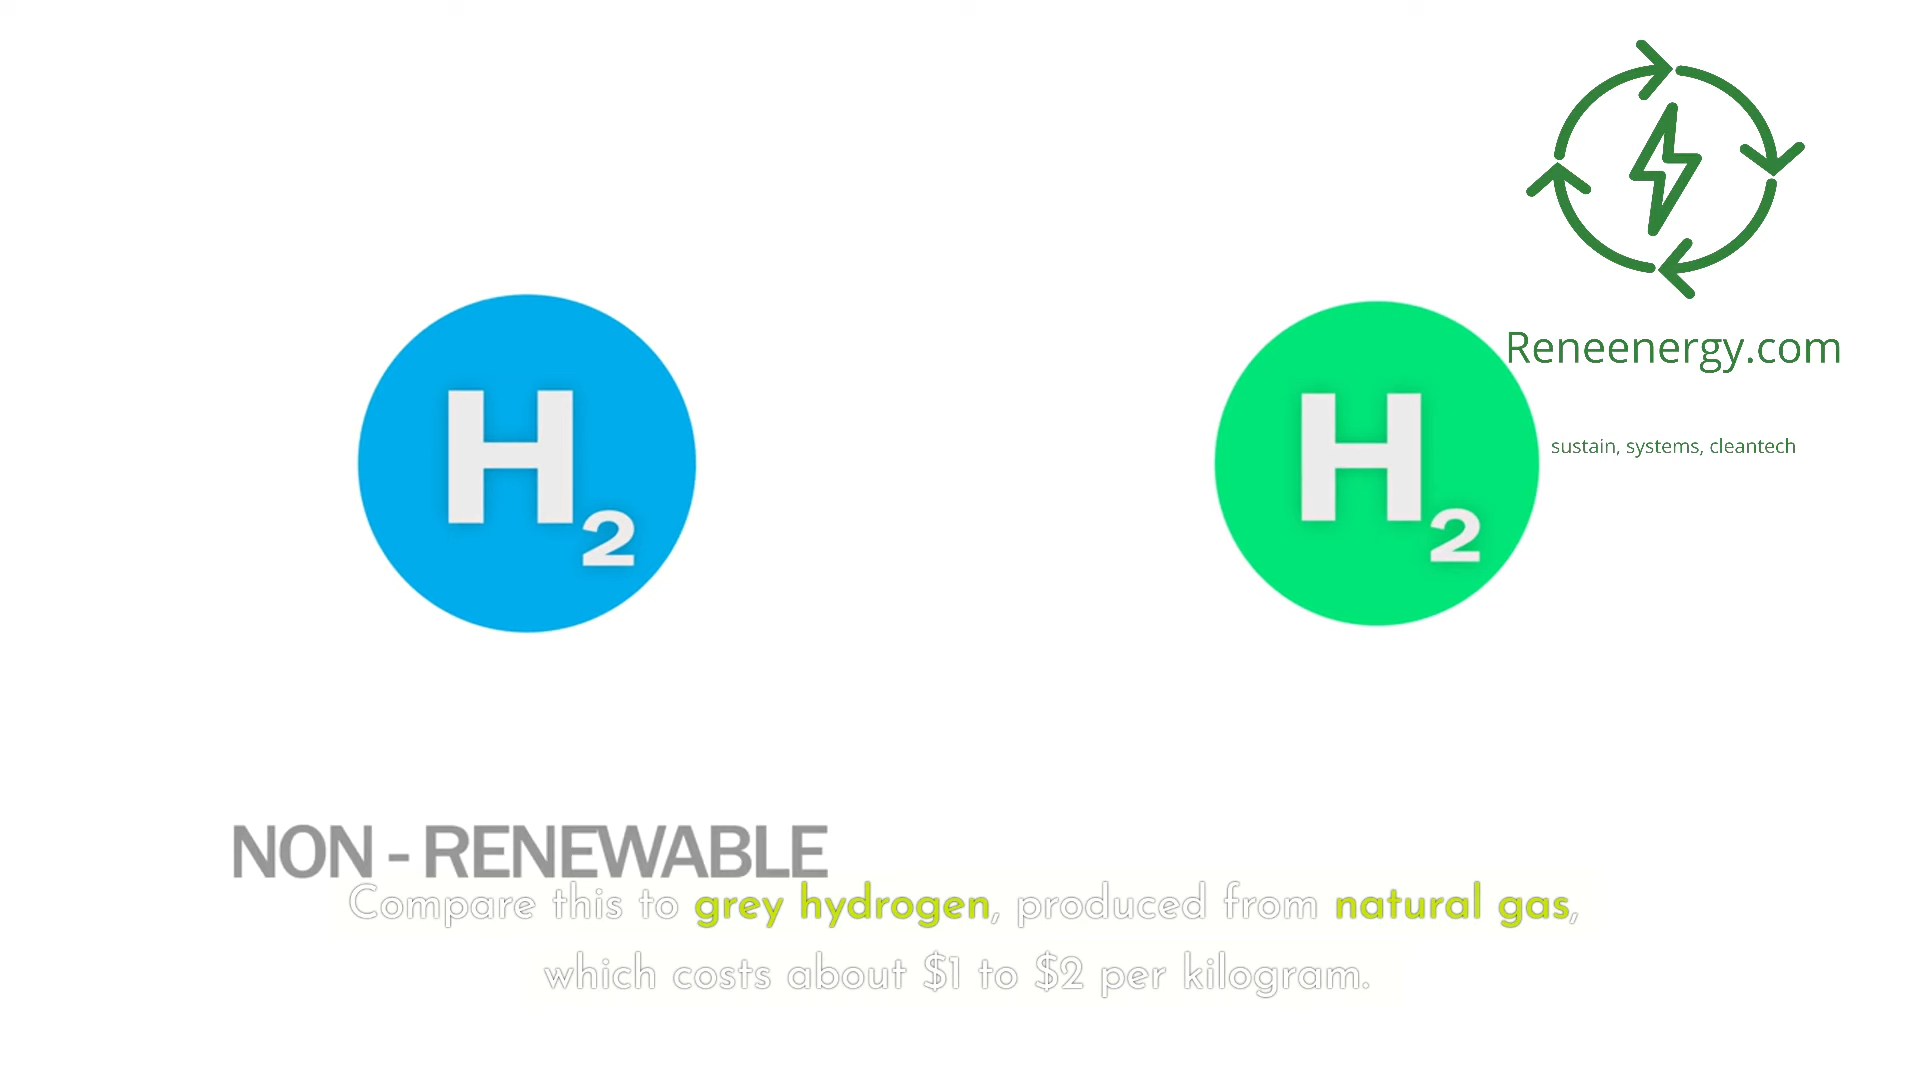 Reneenergy.com
sustain, systems, cleantech
H2
H2
NON - RENEWABLE
Compare this to grey hydrogen, produced from natural gas,
which costs about $1 to $2 per kilogram.